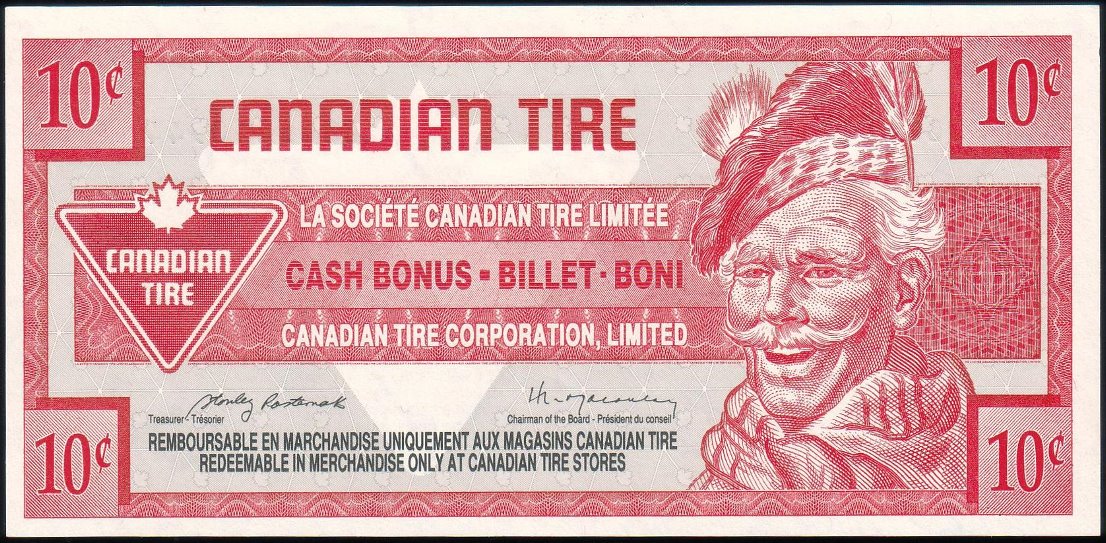 10¢
10¢
CANADIAN TIRE
LA SOCIÉTÉ CANADIAN TIRE LIMITÉE
CANADIAN
TIRE
CASH BONUS - BILLET · BONI
CANADIAN TIRE CORPORATION, LIMITED
Stanley Pasternak
Treasurer - Trésorier
Chairman of the Board - Président du conseil
REMBOURSABLE EN MARCHANDISE UNIQUEMENT AUX MAGASINS CANADIAN TIRE
REDEEMABLE IN MERCHANDISE ONLY AT CANADIAN TIRE STORES
10¢
10¢